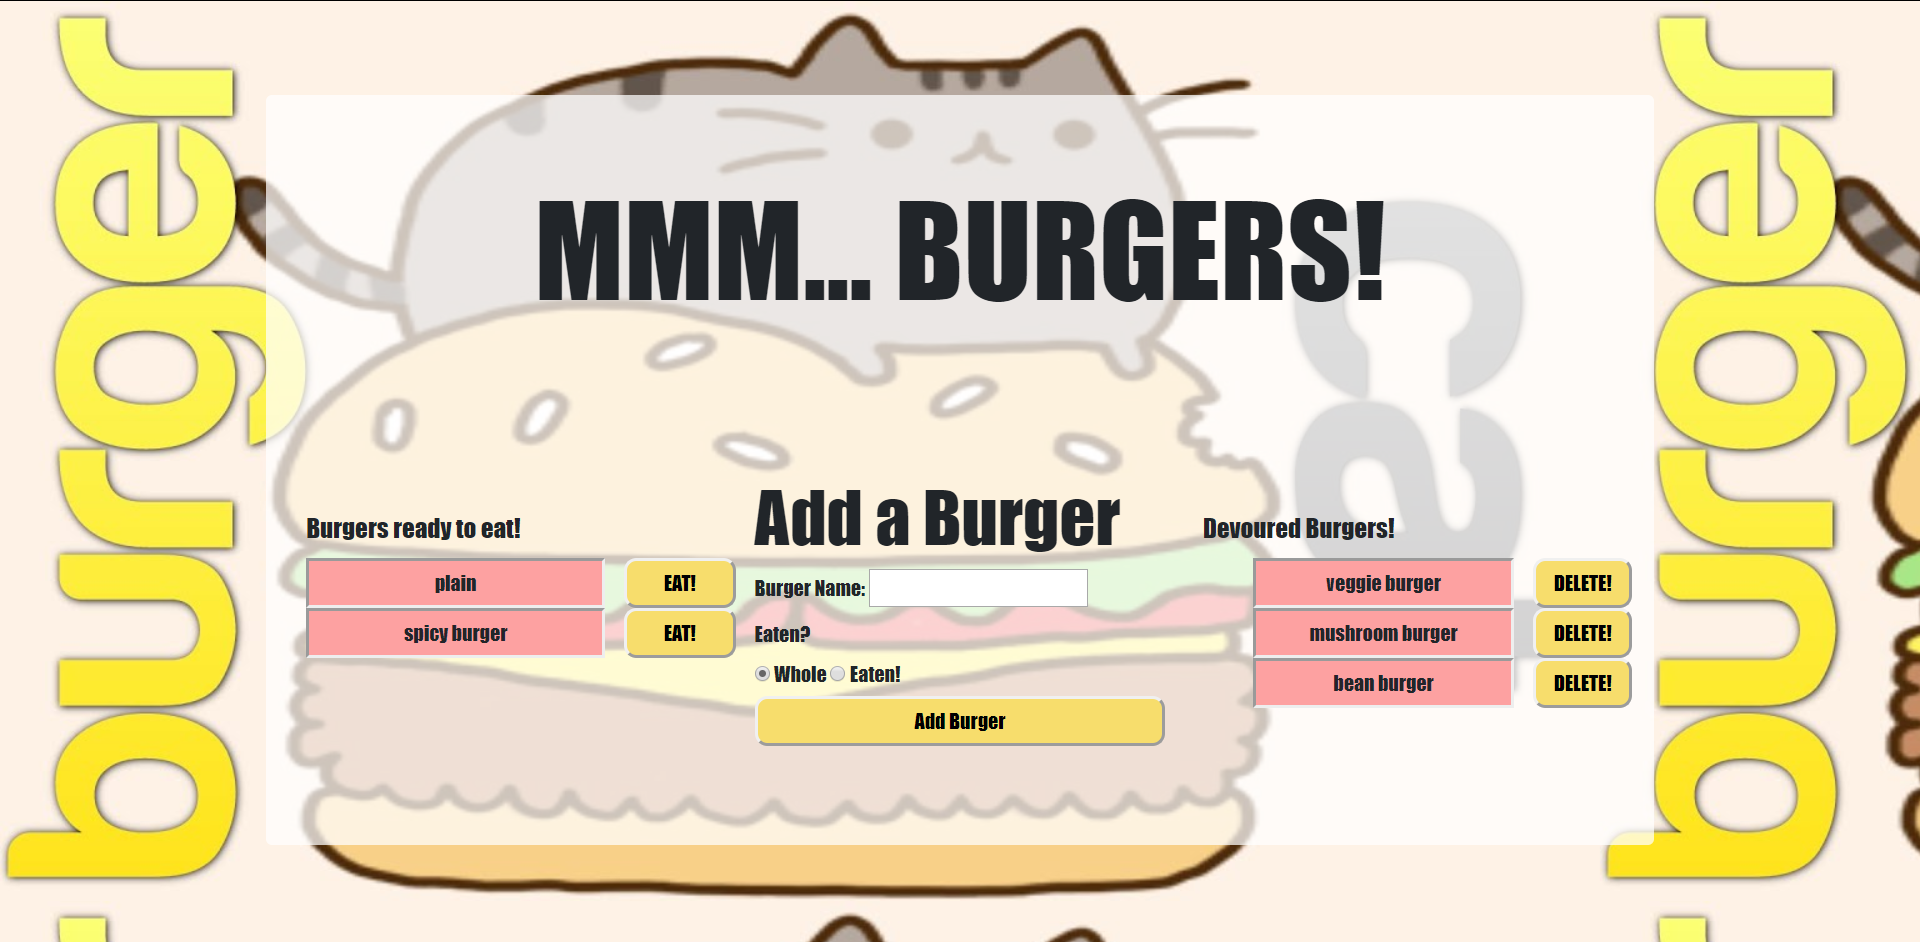 burger
MMM... BURGERS!
ca
Burgers ready to eat!
plain
EAT!
spicy burger
EAT!
Add a Burger
Burger Name:
Eaten?
Whole Eaten!
Add Burger
Devoured Burgers!
veggie burger
DELETE!
mushroom burger
DELETE!
bean burger
DELETE!
burger